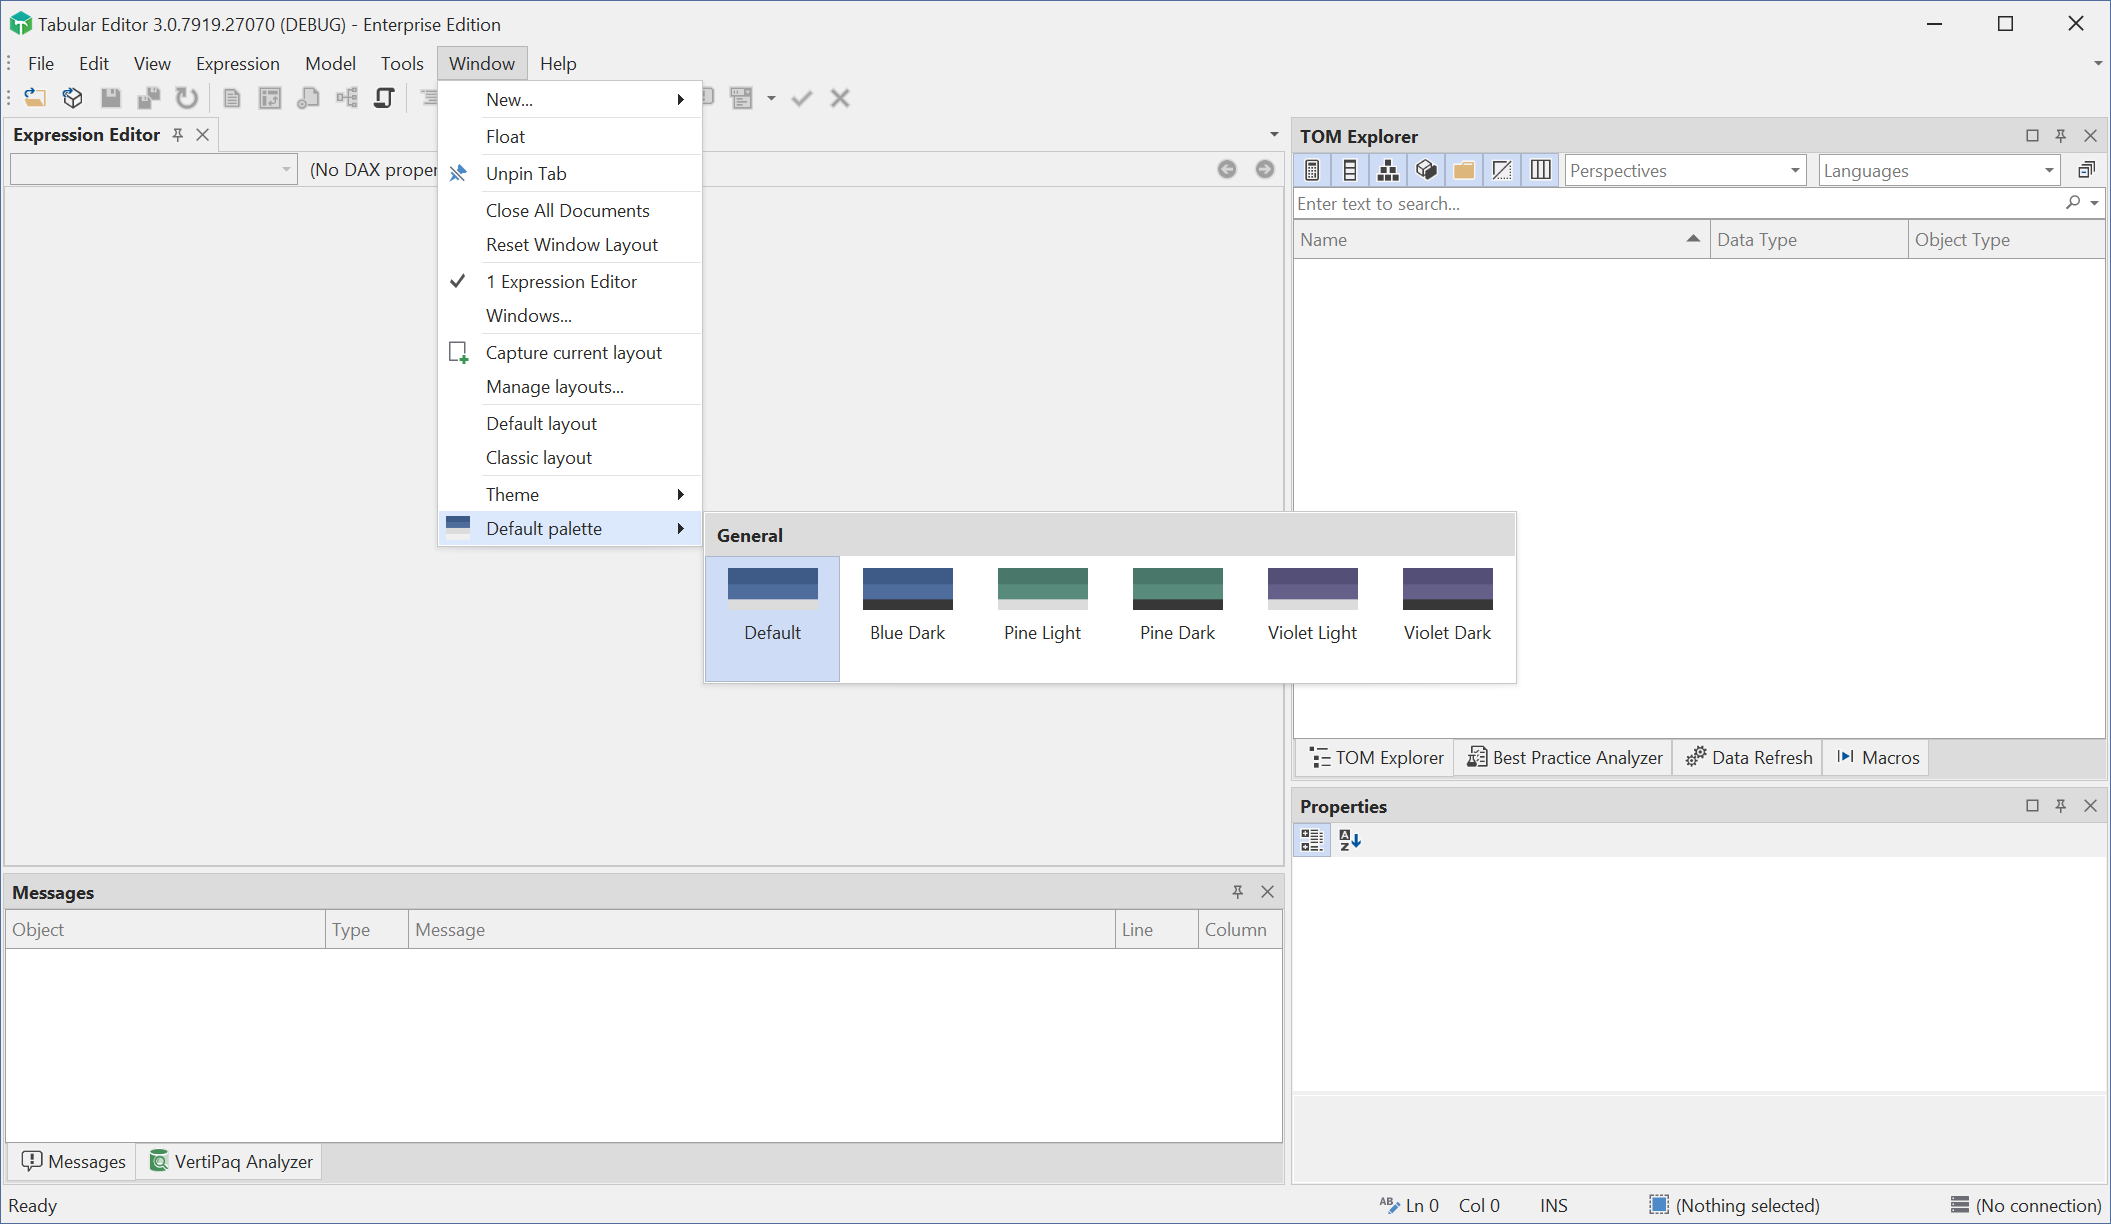 Tabular Editor 3.0.7919.27070 (DEBUG) - Enterprise Edition
File Edit View Expression Model Tools Window Help
Expression Editor
(No DAX proper
New...
Float
Unpin Tab
Close All Documents
Reset Window Layout
1 Expression Editor
Windows...
Capture current layout
Manage layouts...
Default layout
Classic layout
Theme
Default palette
General
Default
Blue Dark
Pine Light
Pine Dark
Violet Light
Violet Dark
TOM Explorer
Perspectives
Languages
Enter text to search...
Name Data Type Object Type
TOM Explorer Best Practice Analyzer Data Refresh Macros
Properties
Messages
Object Type Message Line Column
Messages VertiPaq Analyzer
Ready
Ln 0 Col 0 INS (Nothing selected) (No connection)